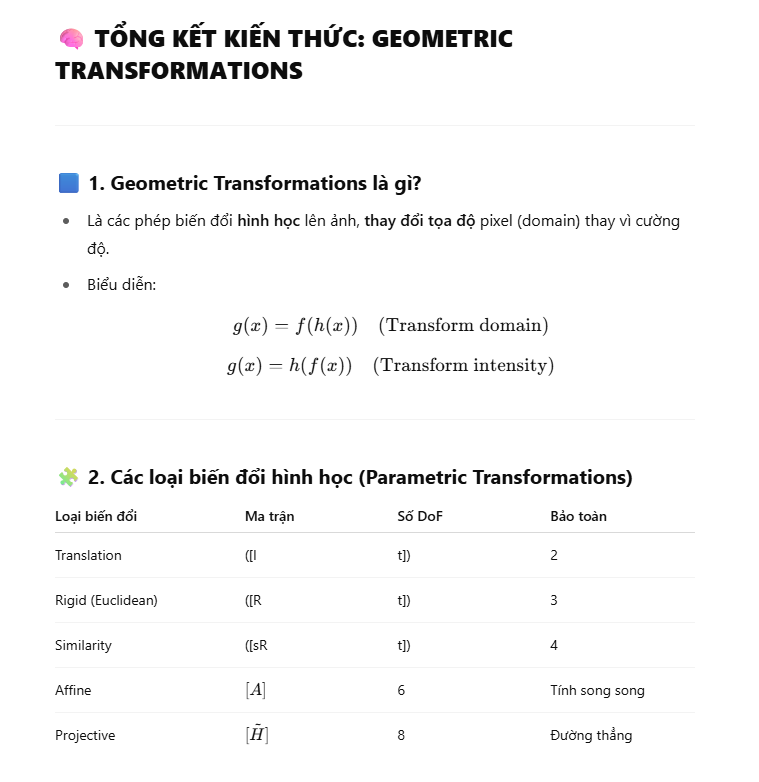 🧠 TỔNG KẾT KIẾN THỨC: GEOMETRIC
TRANSFORMATIONS
🟦 1. Geometric Transformations là gì?
• Là các phép biến đổi hình học lên ảnh, thay đổi tọa độ pixel (domain) thay vì cường
độ.
• Biểu diễn:
g(x) = f(h(x)) (Transform domain)
g(x) = h(f(x)) (Transform intensity)
🧩 2. Các loại biến đổi hình học (Parametric Transformations)
Loại biến đổi Ma trận Số DoF Bảo toàn
Translation ([I t]) 2
Rigid (Euclidean) ([R t]) 3
Similarity ([sR t]) 4
Affine [A] 6 Tính song song
Projective [H̃] 8 Đường thẳng